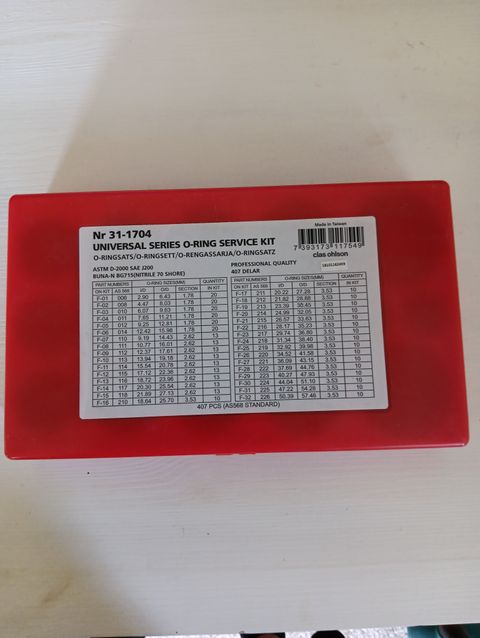 Nr 31-1704
UNIVERSAL SERIES O-RING SERVICE KIT
O-RINGSATS/O-RINGSETT/O-RENGASSARJA/O-RINGSATZ
Made in Taiwan
7 393173 117549
clas ohlson
ASTM D-2000 SAE J200
BUNA-N BG715(NITRILE 70 SHORE)
PROFESSIONAL QUALITY
407 DELAR
PART NUMBERS O-RING SIZES(MM) QUANTITY
ON KIT AS 568 I/D O/D SECTION IN KIT
F-01 006 2.90 6.43 1.78 20
F-02 008 4.47 8.03 1.78 20
F-03 010 6.07 9.63 1.78 20
F-04 011 7.65 11.21 1.78 20
F-05 012 9.25 12.81 1.78 20
F-06 014 12.42 15.98 1.78 20
F-07 110 9.19 14.43 2.62 13
F-08 111 10.77 16.01 2.62 13
F-09 112 12.37 17.61 2.62 13
F-10 113 13.94 19.18 2.62 13
F-11 114 15.54 20.78 2.62 13
F-12 115 17.12 22.36 2.62 13
F-13 116 18.72 23.96 2.62 13
F-14 117 20.30 25.54 2.62 13
F-15 118 21.89 27.13 2.62 13
F-16 210 18.64 25.70 3.53 10
PART NUMBERS O-RING SIZES(MM) QUANTITY
ON KIT AS 568 I/D O/D SECTION IN KIT
F-17 211 20.22 27.28 3.53 10
F-18 212 21.82 28.88 3.53 10
F-19 213 23.39 30.45 3.53 10
F-20 214 24.99 32.05 3.53 10
F-21 215 26.57 33.63 3.53 10
F-22 216 28.17 35.23 3.53 10
F-23 217 29.74 36.80 3.53 10
F-24 218 31.34 38.40 3.53 10
F-25 219 32.92 39.98 3.53 10
F-26 220 34.52 41.58 3.53 10
F-27 221 36.09 43.15 3.53 10
F-28 222 37.69 44.76 3.53 10
F-29 223 40.27 47.93 3.53 10
F-30 224 44.04 51.10 3.53 10
F-31 225 47.22 54.28 3.53 10
F-32 226 50.39 57.46 3.53 10
407 PCS (AS568 STANDARD)